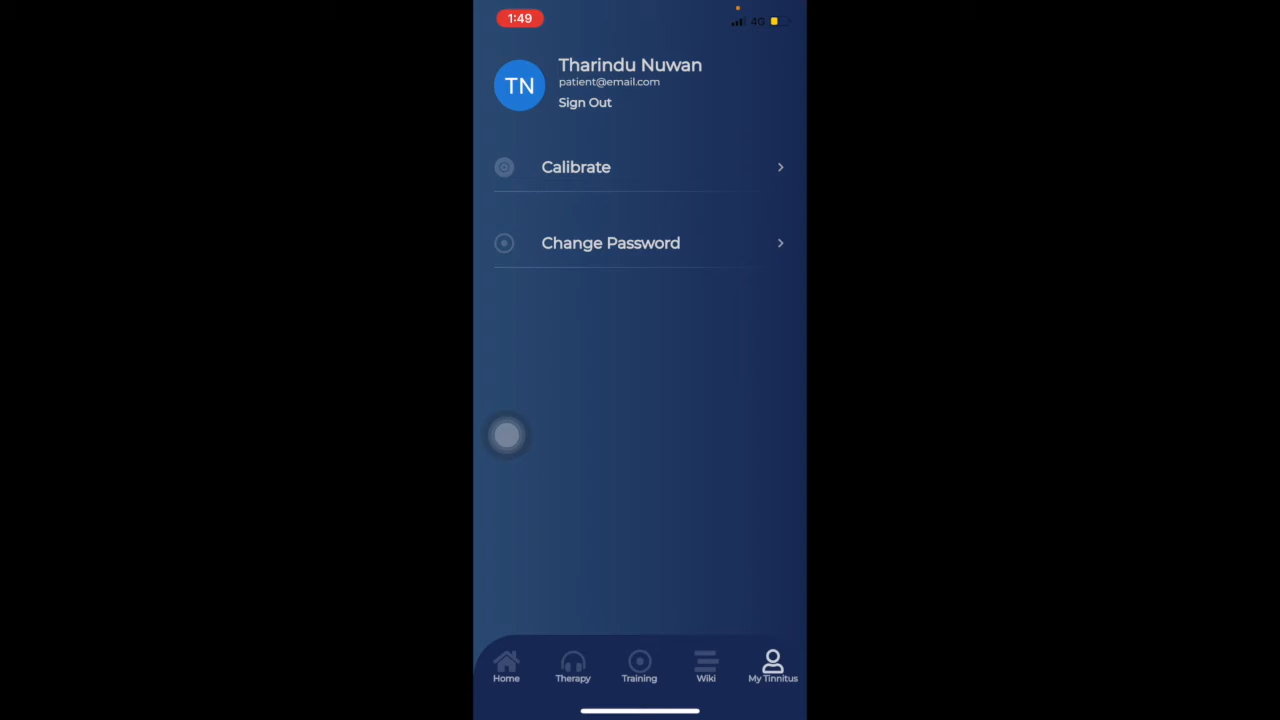 1:49
4G
Tharindu Nuwan
TN
patient@email.com
Sign Out
Calibrate
Change Password
Home
Therapy
Training
Wiki
My Tinnitus